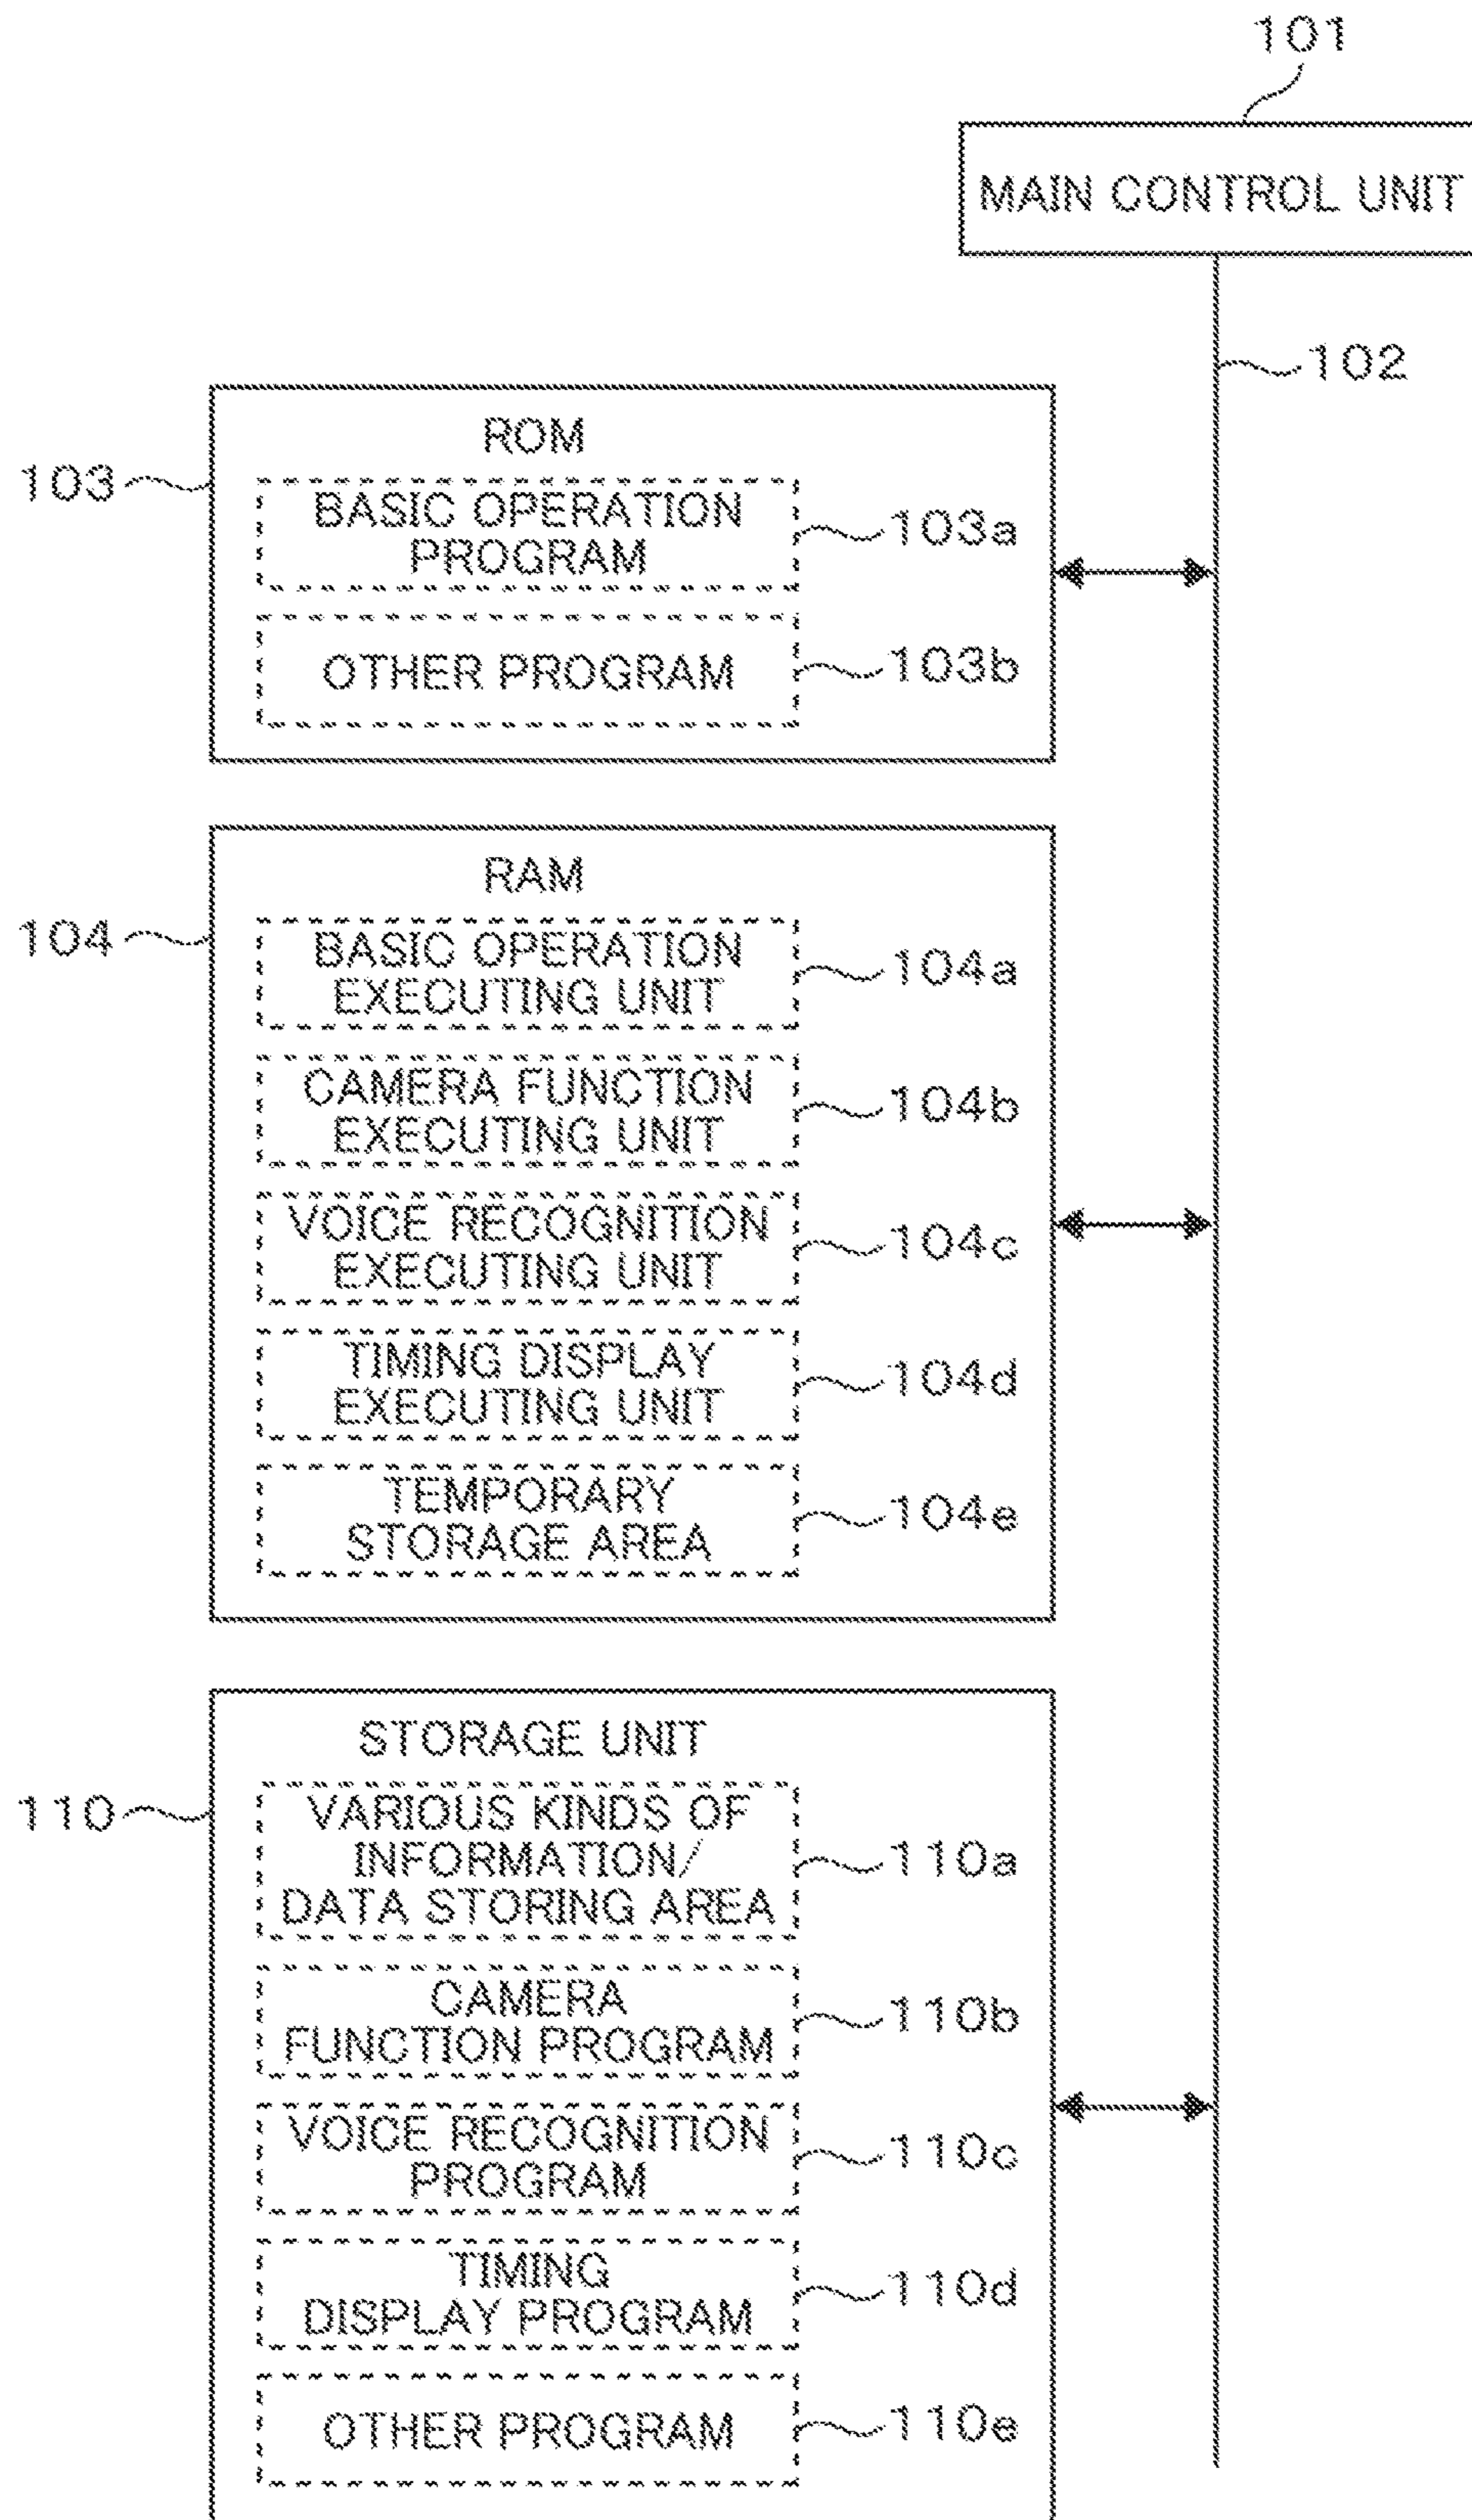 101
MAIN CONTROL UNIT
102
ROM
103
BASIC OPERATION
PROGRAM
103a
OTHER PROGRAM
103b
RAM
104
BASIC OPERATION
EXECUTING UNIT
104a
CAMERA FUNCTION
EXECUTING UNIT
104b
VOICE RECOGNITION
EXECUTING UNIT
104c
TIMING DISPLAY
EXECUTING UNIT
104d
TEMPORARY
STORAGE AREA
104e
STORAGE UNIT
110
VARIOUS KINDS OF
INFORMATION/
DATA STORING AREA
110a
CAMERA
FUNCTION PROGRAM
110b
VOICE RECOGNITION
PROGRAM
110c
TIMING
DISPLAY PROGRAM
110d
OTHER PROGRAM
110e